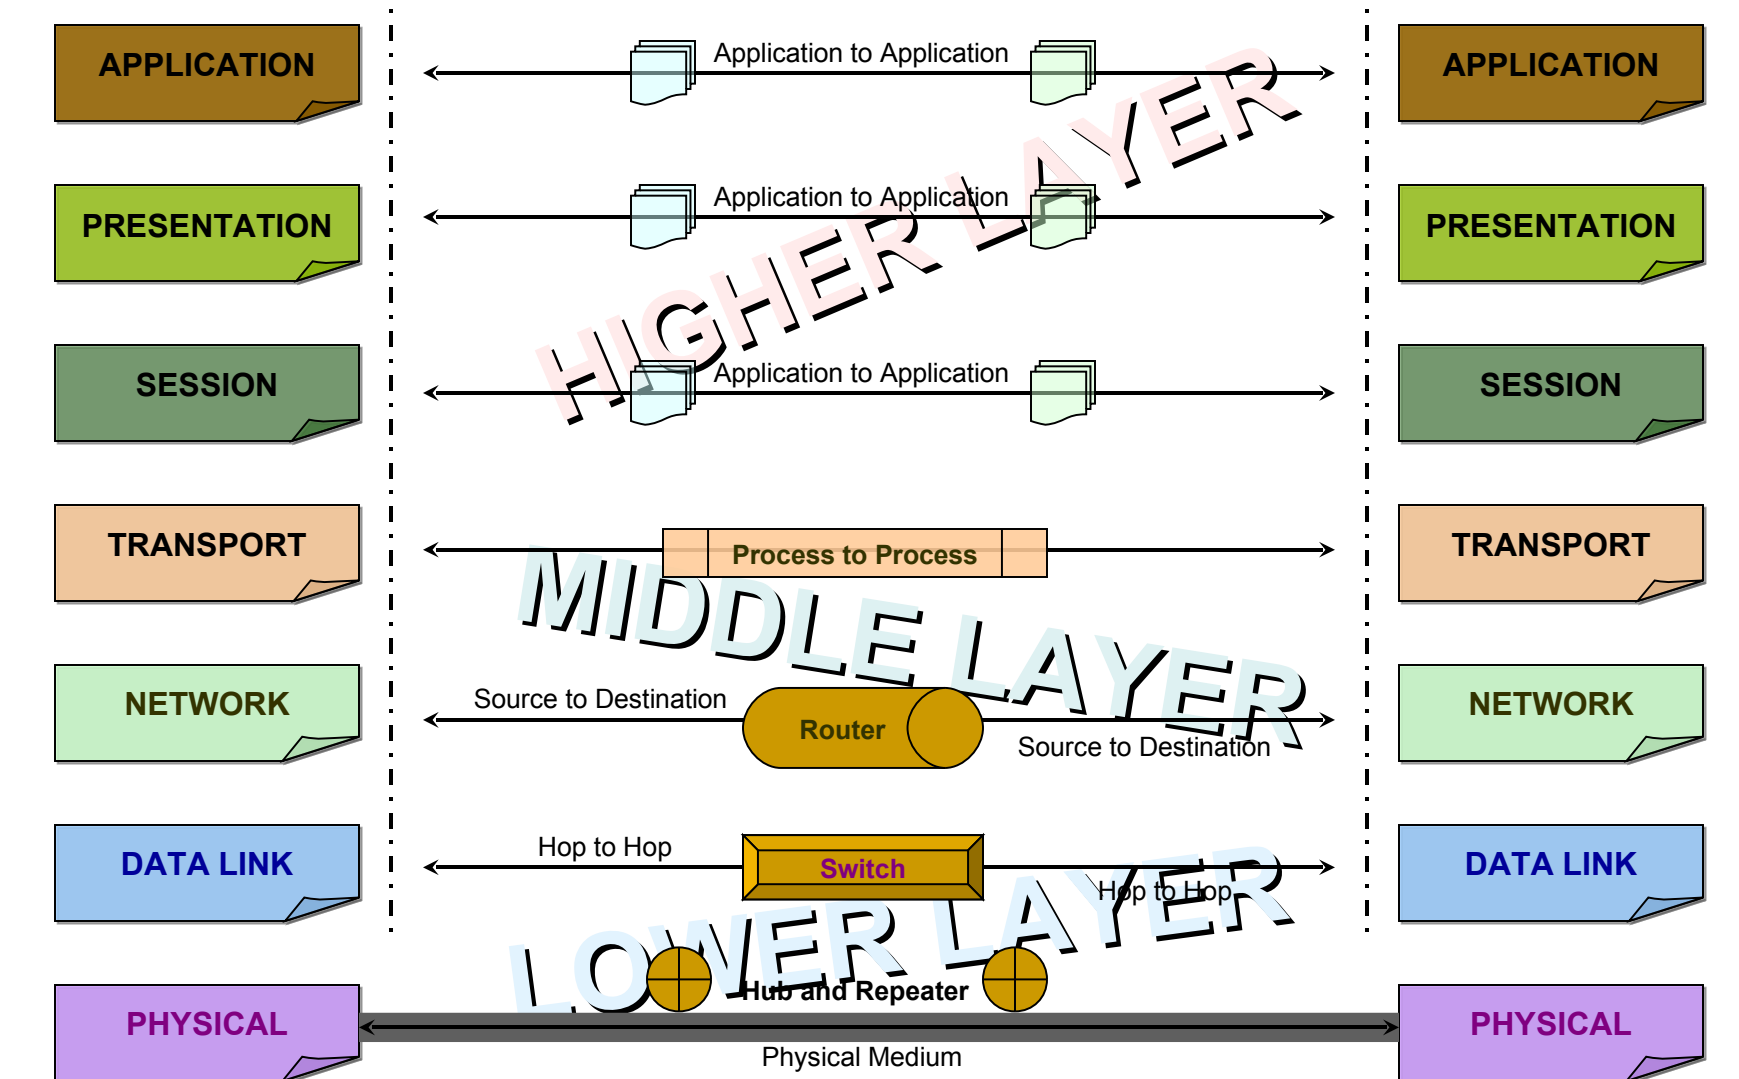 APPLICATION
Application to Application
APPLICATION
HIGHER LAYER
PRESENTATION
Application to Application
PRESENTATION
SESSION
Application to Application
SESSION
TRANSPORT
Process to Process
TRANSPORT
MIDDLE LAYER
NETWORK
Source to Destination
Router
Source to Destination
NETWORK
DATA LINK
Hop to Hop
Switch
Hop to Hop
DATA LINK
LOWER LAYER
Hub and Repeater
PHYSICAL
Physical Medium
PHYSICAL